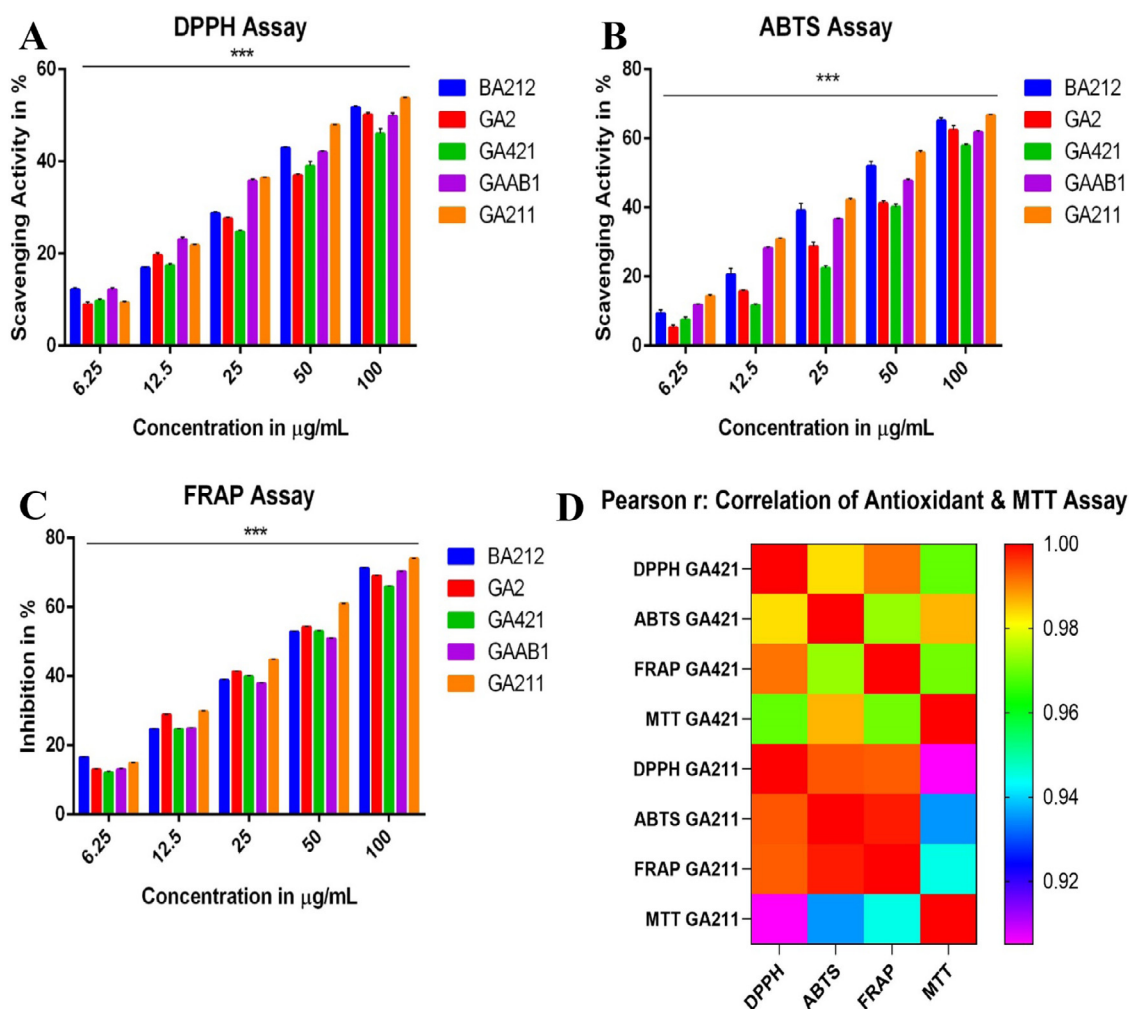 A
DPPH Assay
***
Scavenging Activity in %
60
40
20
0
6.25
12.5
25
50
100
Concentration in μg/mL
BA212
GA2
GA421
GAAB1
GA211
B
ABTS Assay
***
Scavenging Activity in %
80
60
40
20
0
6.25
12.5
25
50
100
Concentration in μg/mL
BA212
GA2
GA421
GAAB1
GA211
C
FRAP Assay
***
Inhibition in %
80
60
40
20
0
6.25
12.5
25
50
100
Concentration in μg/mL
BA212
GA2
GA421
GAAB1
GA211
D
Pearson r: Correlation of Antioxidant & MTT Assay
DPPH GA421
ABTS GA421
FRAP GA421
MTT GA421
DPPH GA211
ABTS GA211
FRAP GA211
MTT GA211
DPPH
ABTS
FRAP
MTT
1.00
0.98
0.96
0.94
0.92